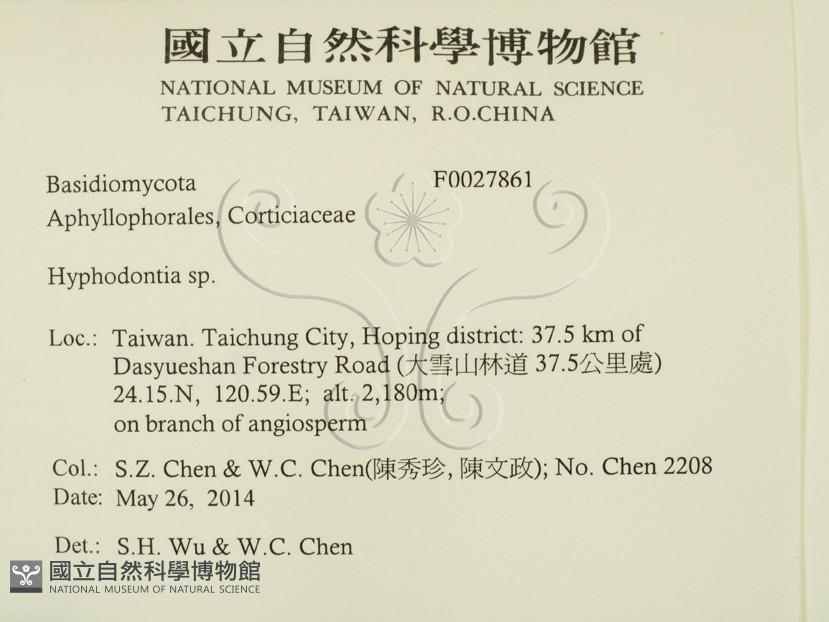 國立自然科學博物館
NATIONAL MUSEUM OF NATURAL SCIENCE
TAICHUNG, TAIWAN, R.O.CHINA
Basidiomycota F0027861
Aphyllophorales, Corticiaceae
Hyphodontia sp.
Loc.: Taiwan. Taichung City, Hoping district: 37.5 km of
Dasyueshan Forestry Road (大雪山林道 37.5公里處)
24.15.N, 120.59.E; alt. 2,180m;
on branch of angiosperm
Col.: S.Z. Chen & W.C. Chen(陳秀珍, 陳文政); No. Chen 2208
Date: May 26, 2014
Det.: S.H. Wu & W.C. Chen
國立自然科學博物館
NATIONAL MUSEUM OF NATURAL SCIENCE